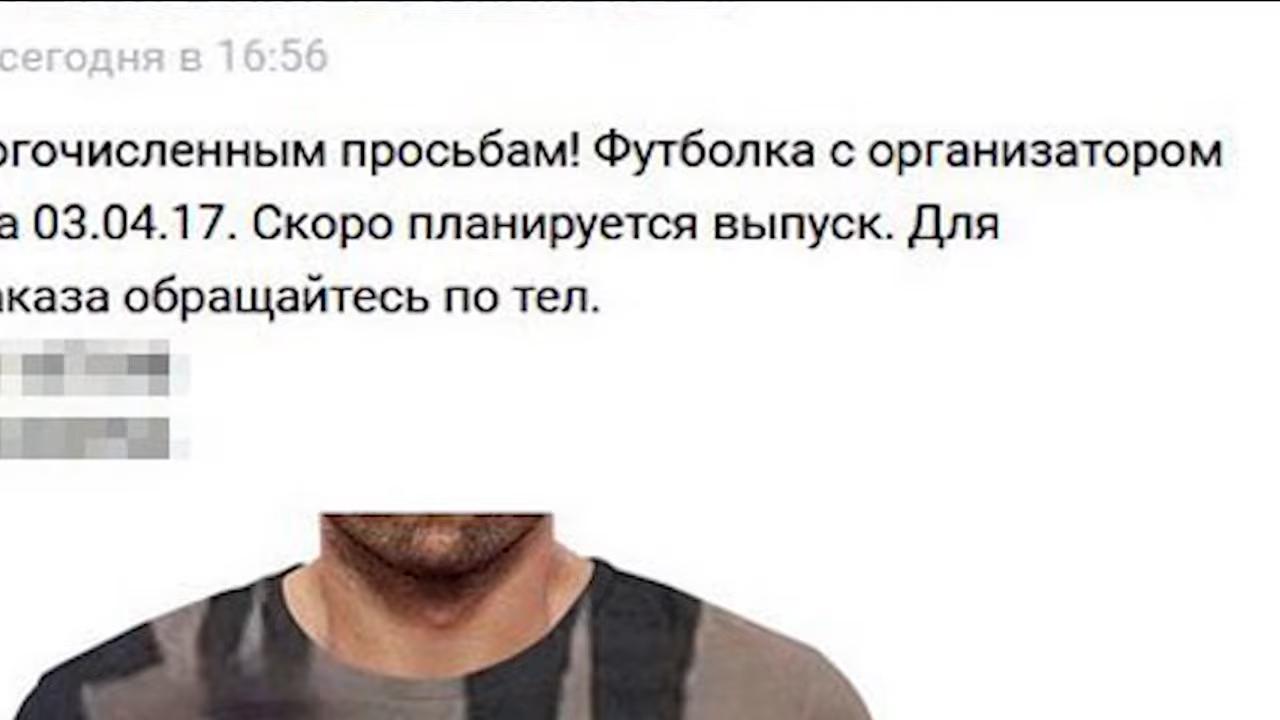 сегодня в 16:56
огочисленным просьбам! Футболка с организатором
а 03.04.17. Скоро планируется выпуск. Для
аказа обращайтесь по тел.